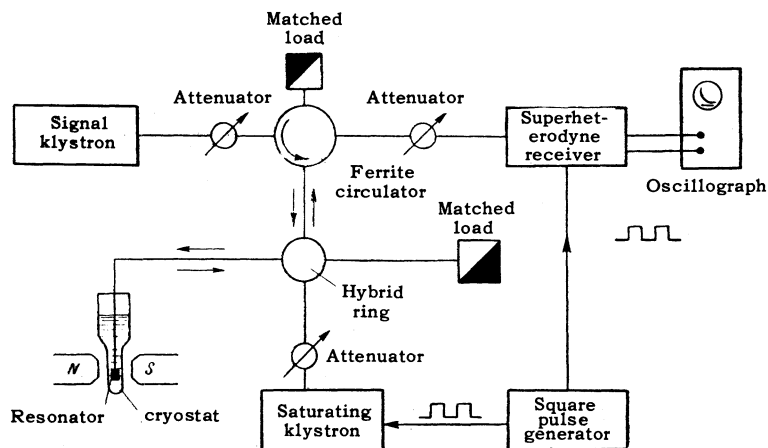 Matched
load
Attenuator
Attenuator
Signal
klystron
Superhet-
erodyne
receiver
Ferrite
circulator
Oscillograph
Matched
load
Hybrid
ring
Attenuator
N
S
Resonator
cryostat
Saturating
klystron
Square
pulse
generator